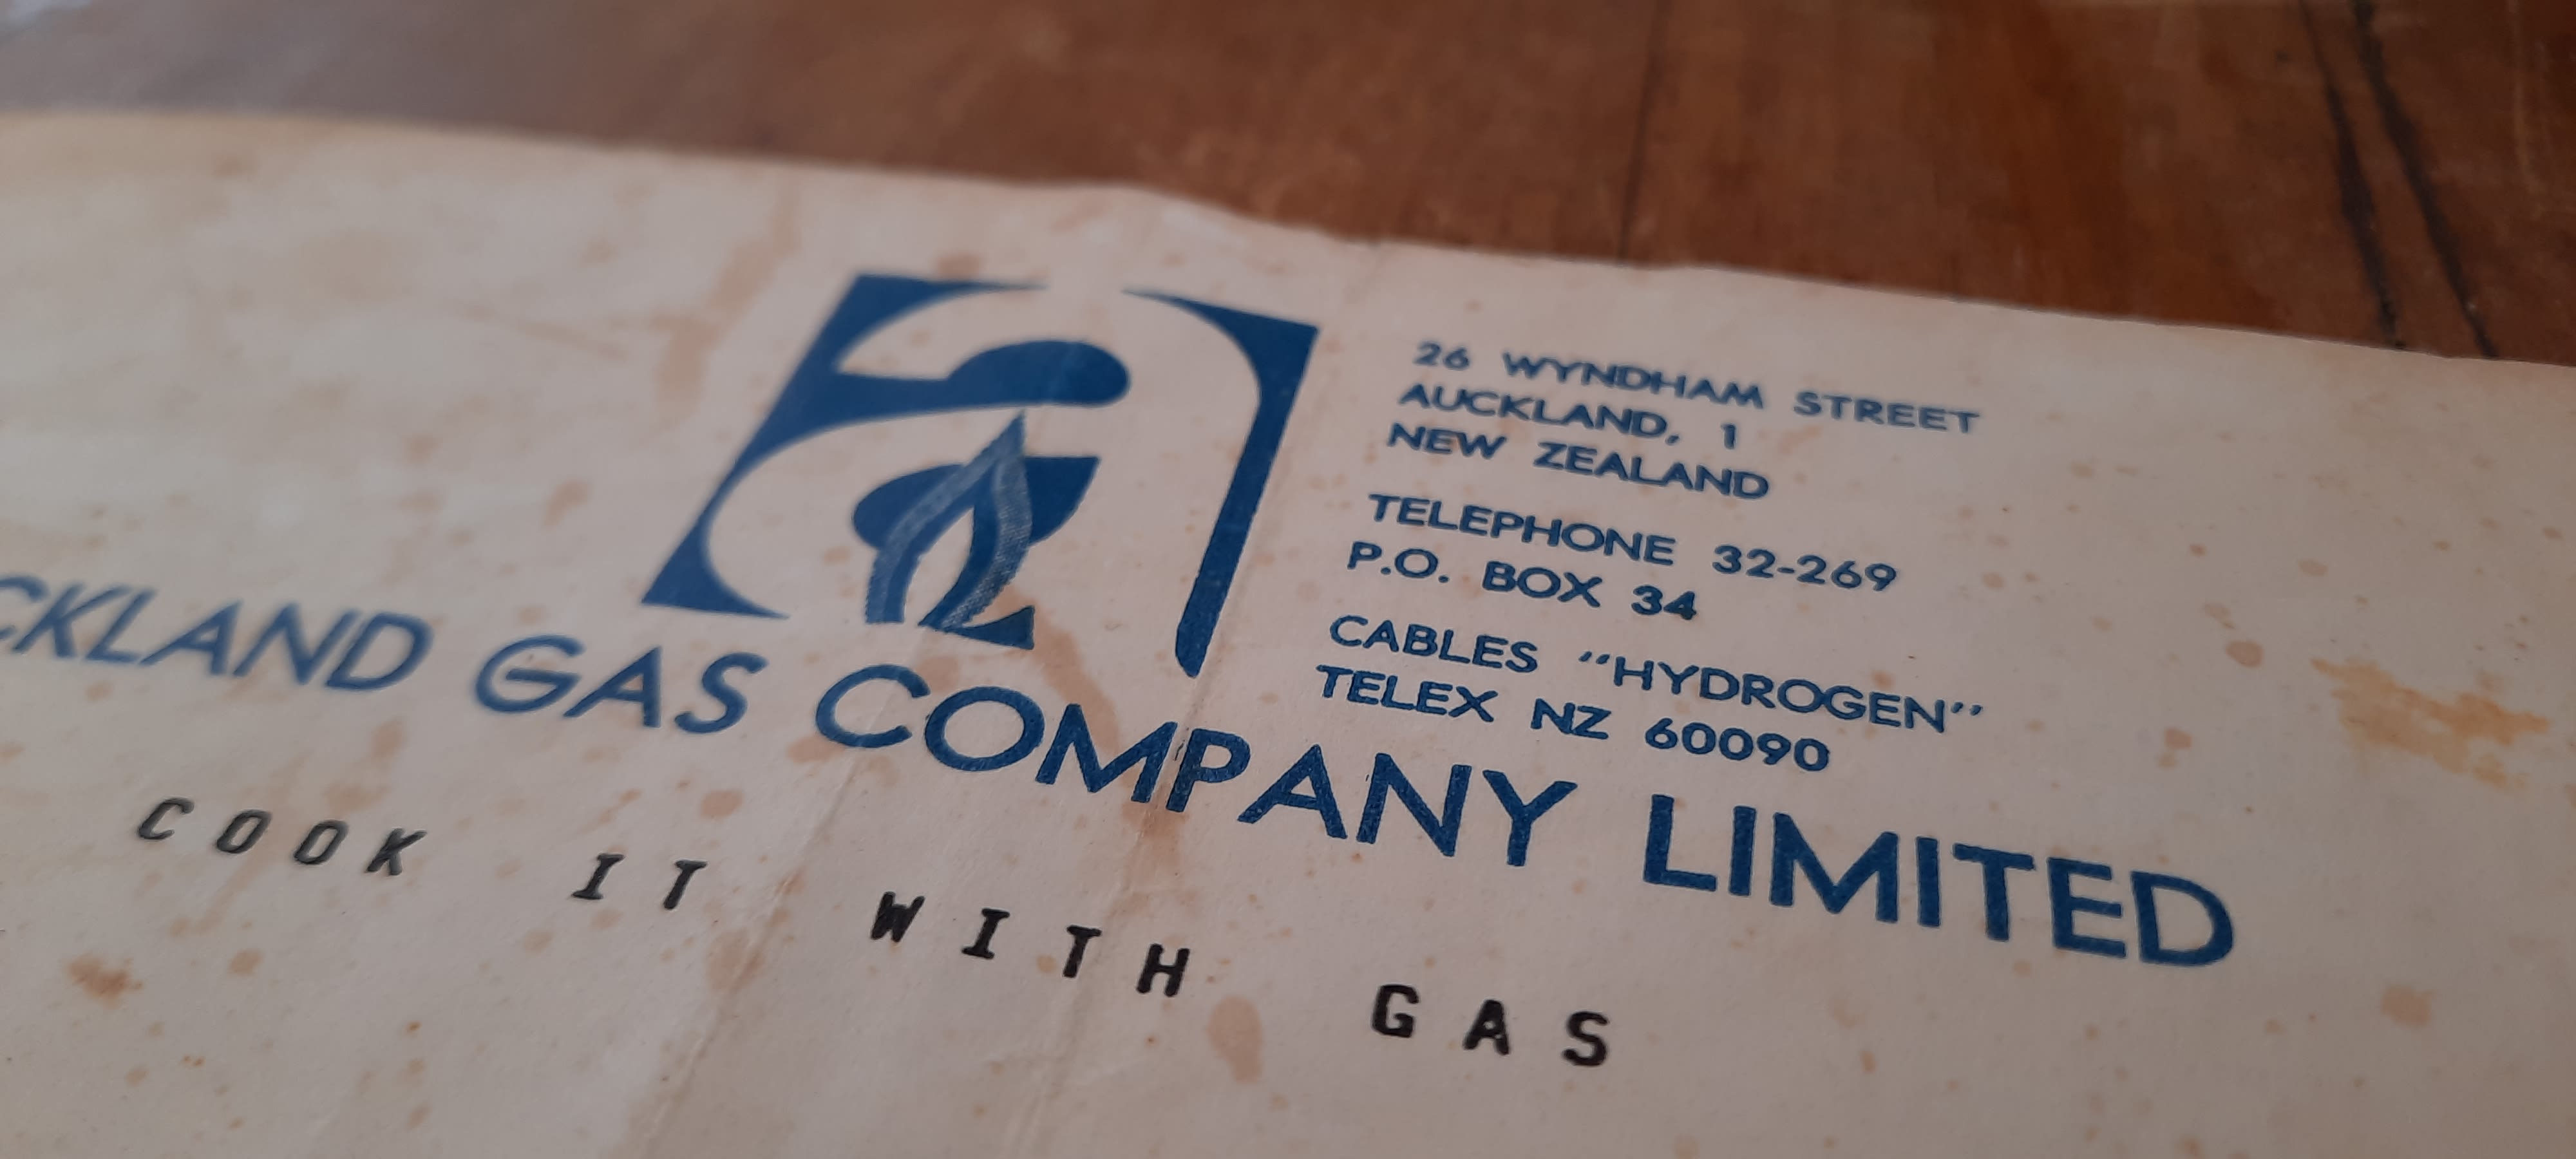 26 WYNDHAM STREET
AUCKLAND, 1
NEW ZEALAND
TELEPHONE 32-269
P.O. BOX 34
CABLES "HYDROGEN"
TELEX NZ 60090
CKLAND GAS COMPANY LIMITED
COOK IT WITH GAS